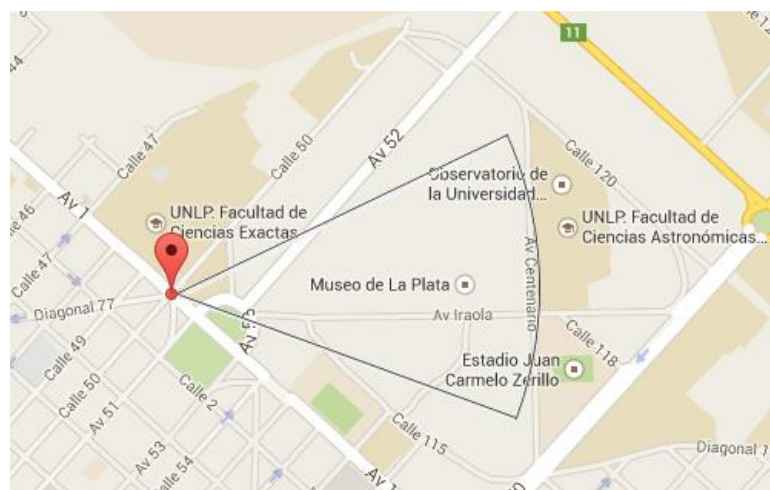 44
11
Calle 47
Calle 50
Av 52
Observatorio de
la Universidad...
Calle 120
Av 1
UNLP. Facultad de
Ciencias Exactas
UNLP. Facultad de
Ciencias Astronómicas...
Calle 46
Calle 47
Av Centenario
Museo de La Plata
Diagonal 77
Av Iraola
Av 53
Calle 49
Calle 118
Estadio Juan
Carmelo Zerillo
Calle 50
Calle 2
Av 51
Calle 115
Av 53
Calle 54
Av 1
Diagonal 1